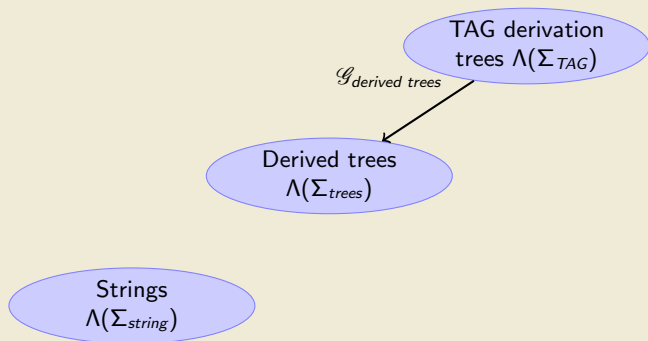 TAG derivation
trees Λ(Σ_TAG)
𝒢_derived trees
Derived trees
Λ(Σ_trees)
Strings
Λ(Σ_string)